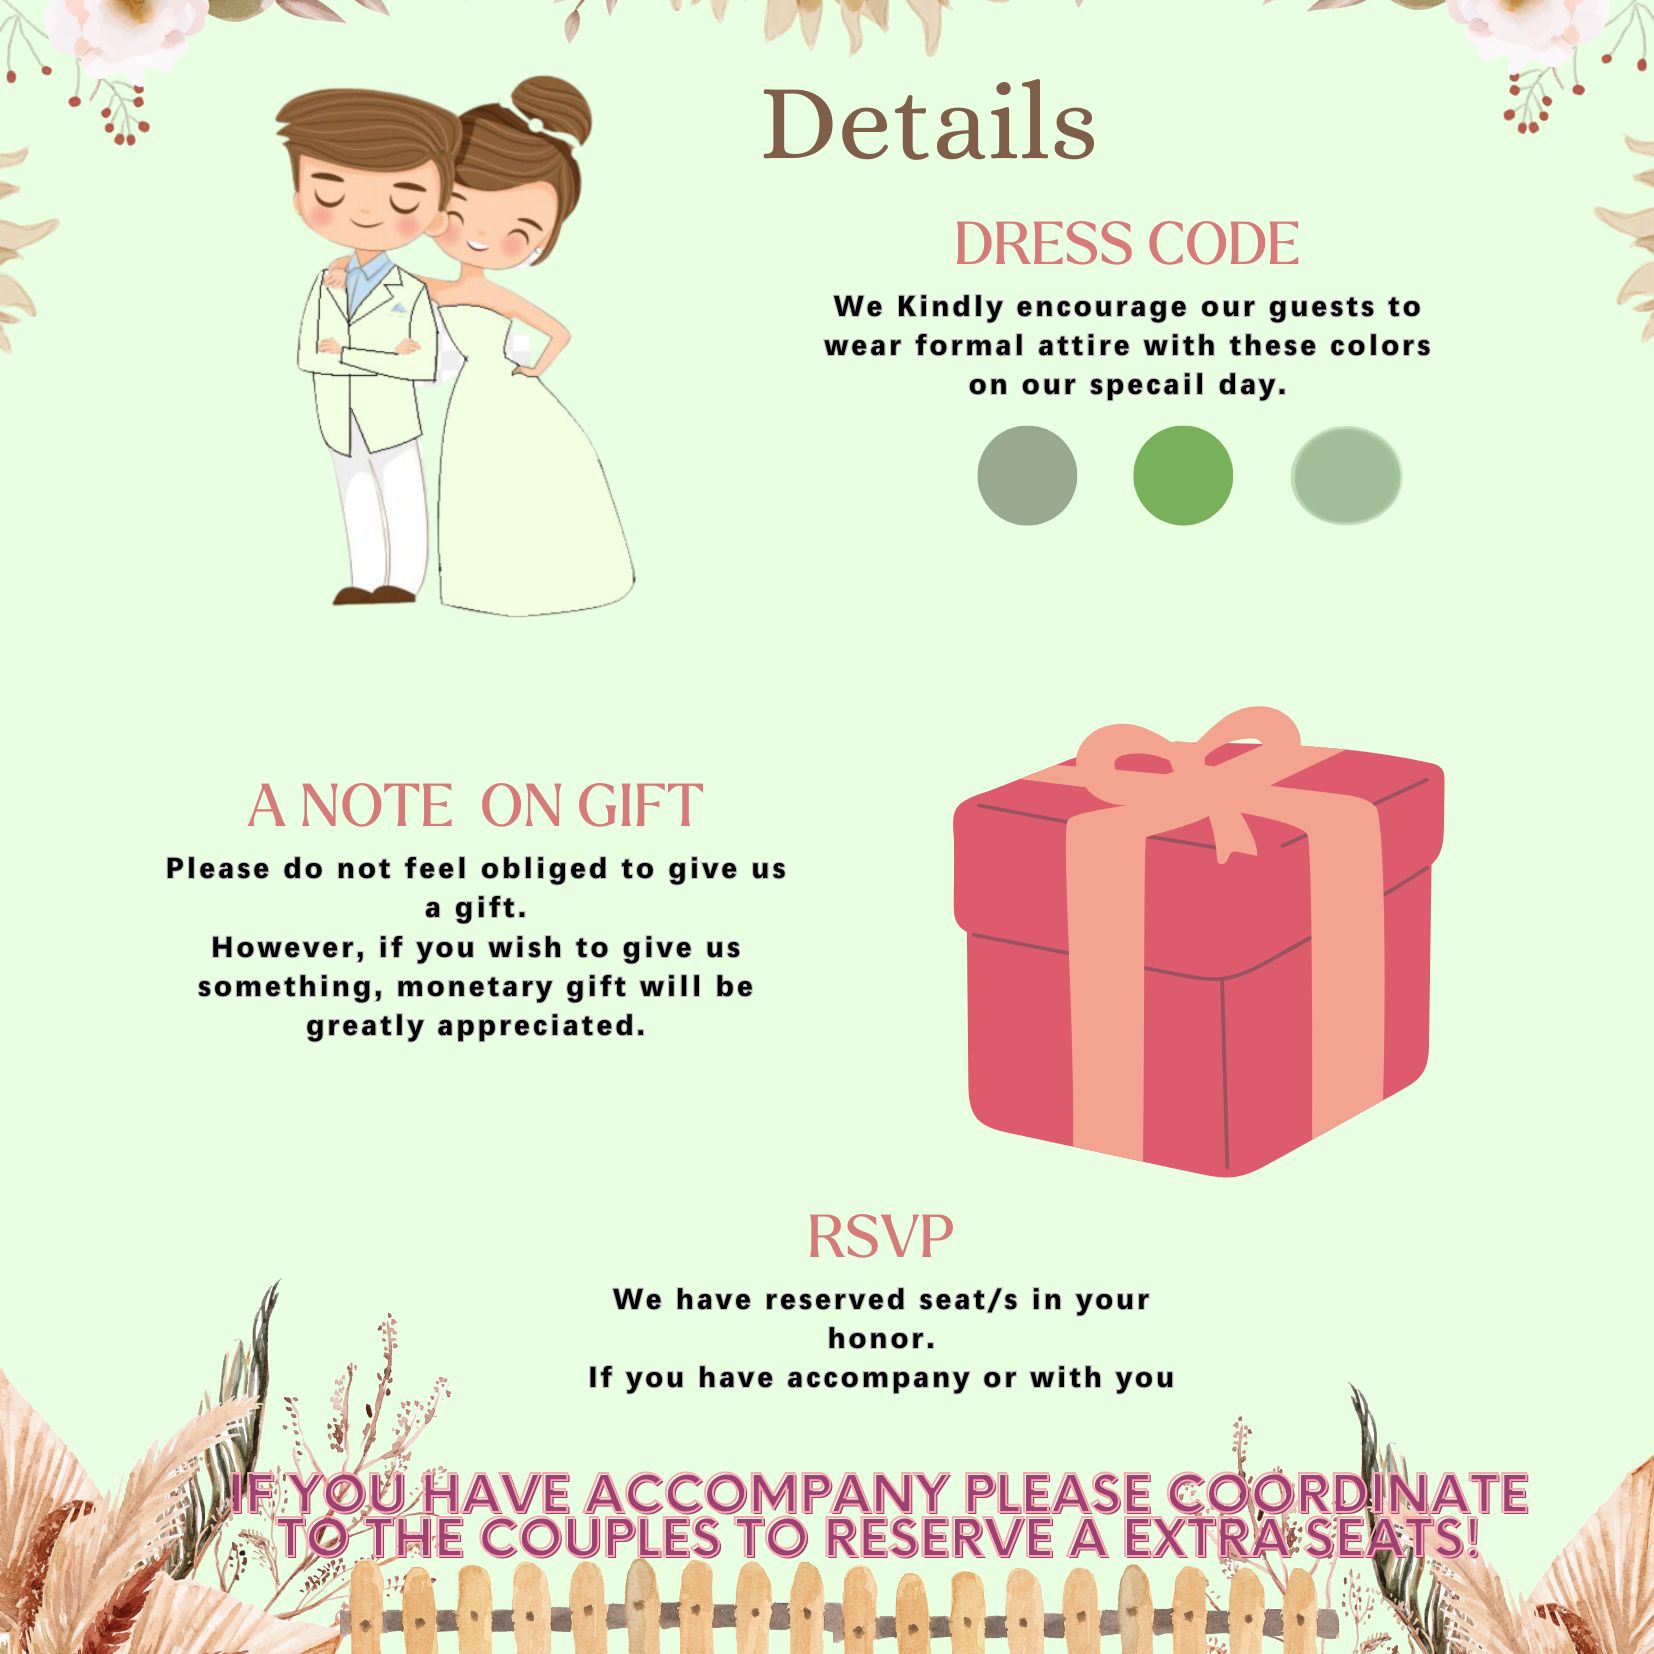 Details
DRESS CODE
We Kindly encourage our guests to
wear formal attire with these colors
on our specail day.
A NOTE ON GIFT
Please do not feel obliged to give us
a gift.
However, if you wish to give us
something, monetary gift will be
greatly appreciated.
RSVP
We have reserved seat/s in your
honor.
If you have accompany or with you
IF YOU HAVE ACCOMPANY PLEASE COORDINATE
TO THE COUPLES TO RESERVE A EXTRA SEATS!